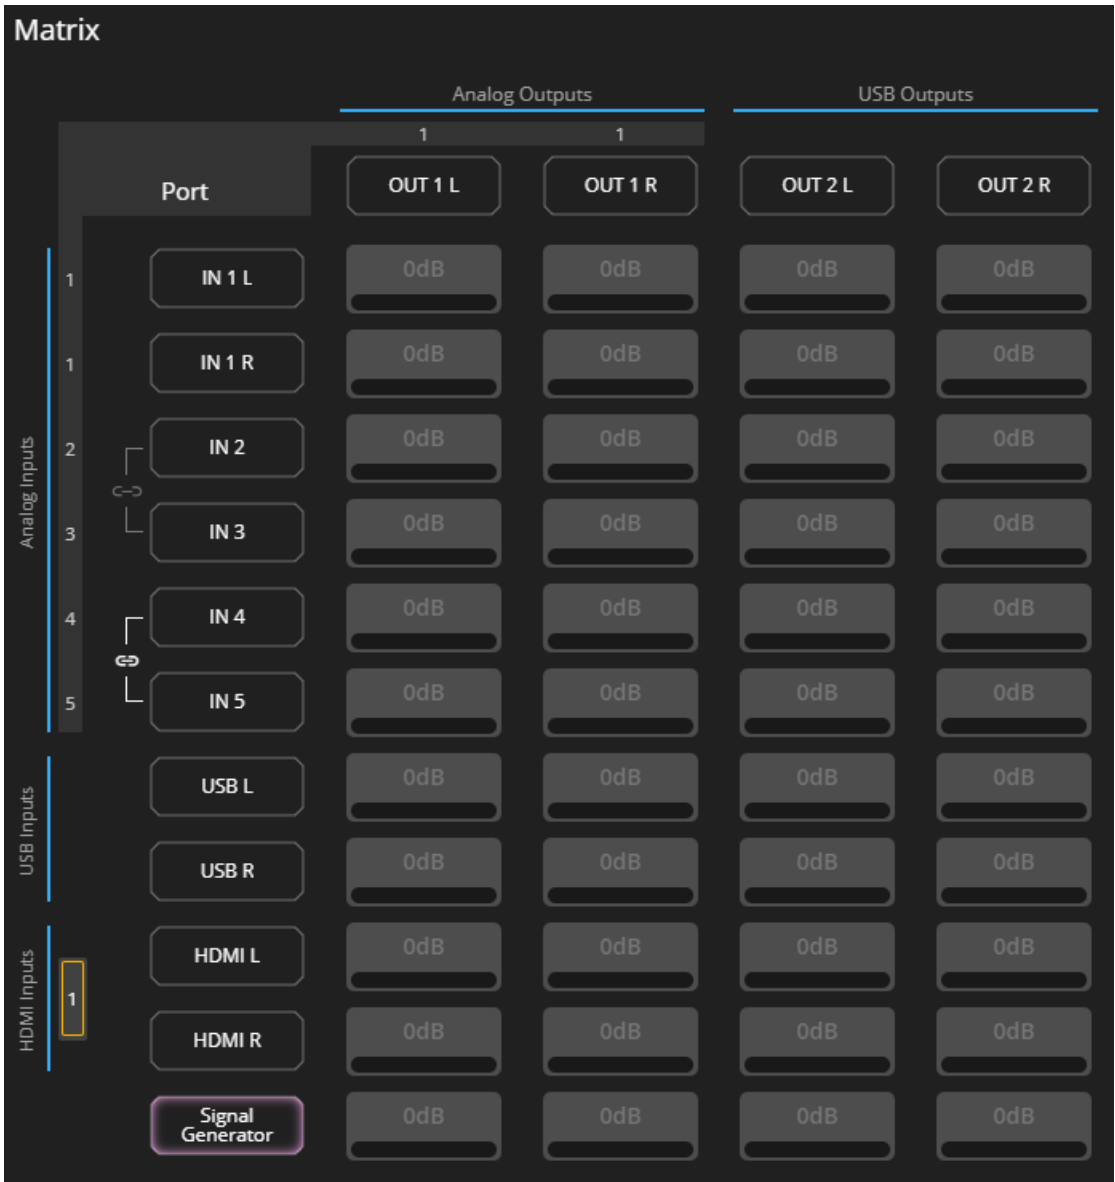 Matrix
Analog Outputs USB Outputs
1 1
Port OUT 1 L OUT 1 R OUT 2 L OUT 2 R
Analog Inputs
1 IN 1 L 0dB 0dB 0dB 0dB
1 IN 1 R 0dB 0dB 0dB 0dB
2 IN 2 0dB 0dB 0dB 0dB
3 IN 3 0dB 0dB 0dB 0dB
4 IN 4 0dB 0dB 0dB 0dB
5 IN 5 0dB 0dB 0dB 0dB
USB Inputs
USB L 0dB 0dB 0dB 0dB
USB R 0dB 0dB 0dB 0dB
HDMI Inputs
1
HDMI L 0dB 0dB 0dB 0dB
HDMI R 0dB 0dB 0dB 0dB
Signal
Generator
0dB 0dB 0dB 0dB